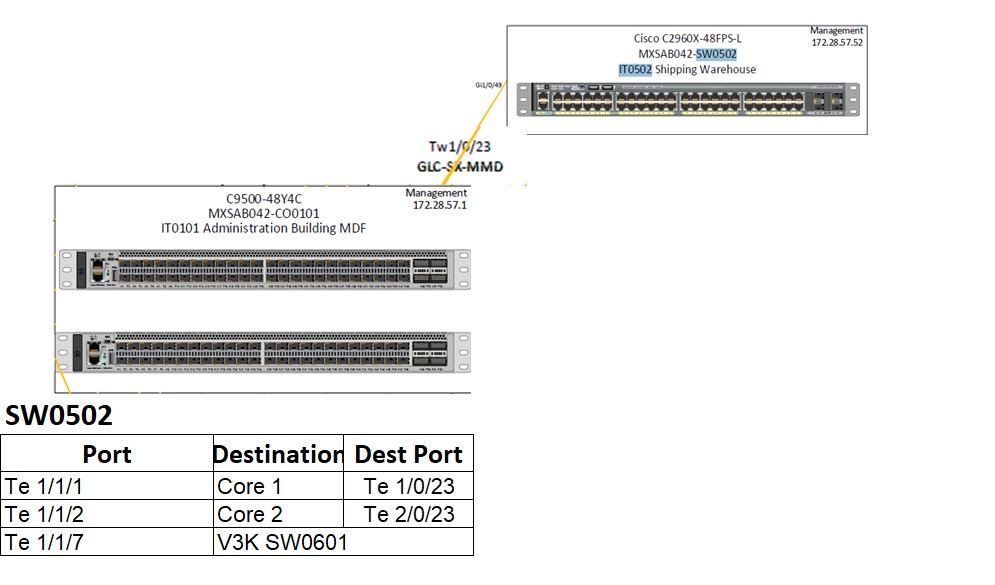 Management
172.28.57.52
Cisco C2960X-48FPS-L
MXSAB042-SW0502
IT0502 Shipping Warehouse
Gi1/0/49
Tw1/0/23
GLC-SX-MMD
Management
172.28.57.1
C9500-48Y4C
MXSAB042-CO0101
IT0101 Administration Building MDF
SW0502
Port Destination Dest Port
Te 1/1/1 Core 1 Te 1/0/23
Te 1/1/2 Core 2 Te 2/0/23
Te 1/1/7 V3K SW0601